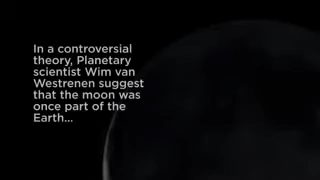 In a controversial
theory, Planetary
scientist Wim van
Westrenen suggest
that the moon was
once part of the
Earth...